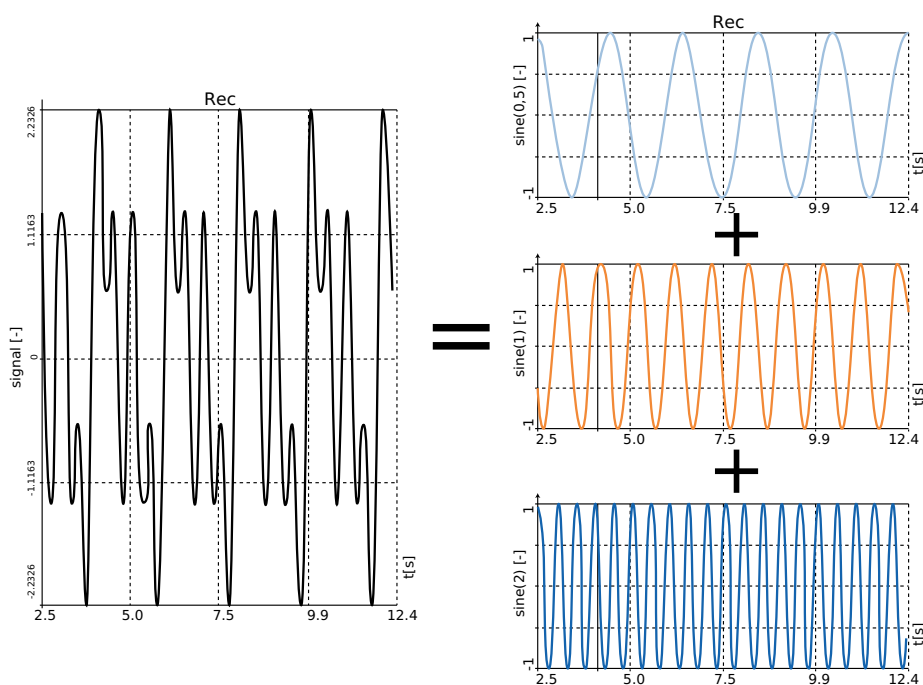 Rec
2.2326
1.1163
0
-1.1163
-2.2326
signal [-]
t[s]
2.5 5.0 7.5 9.9 12.4
=
Rec
1
-1
sine(0,5) [-]
t[s]
2.5 5.0 7.5 9.9 12.4
+
1
-1
sine(1) [-]
t[s]
2.5 5.0 7.5 9.9 12.4
+
1
-1
sine(2) [-]
t[s]
2.5 5.0 7.5 9.9 12.4